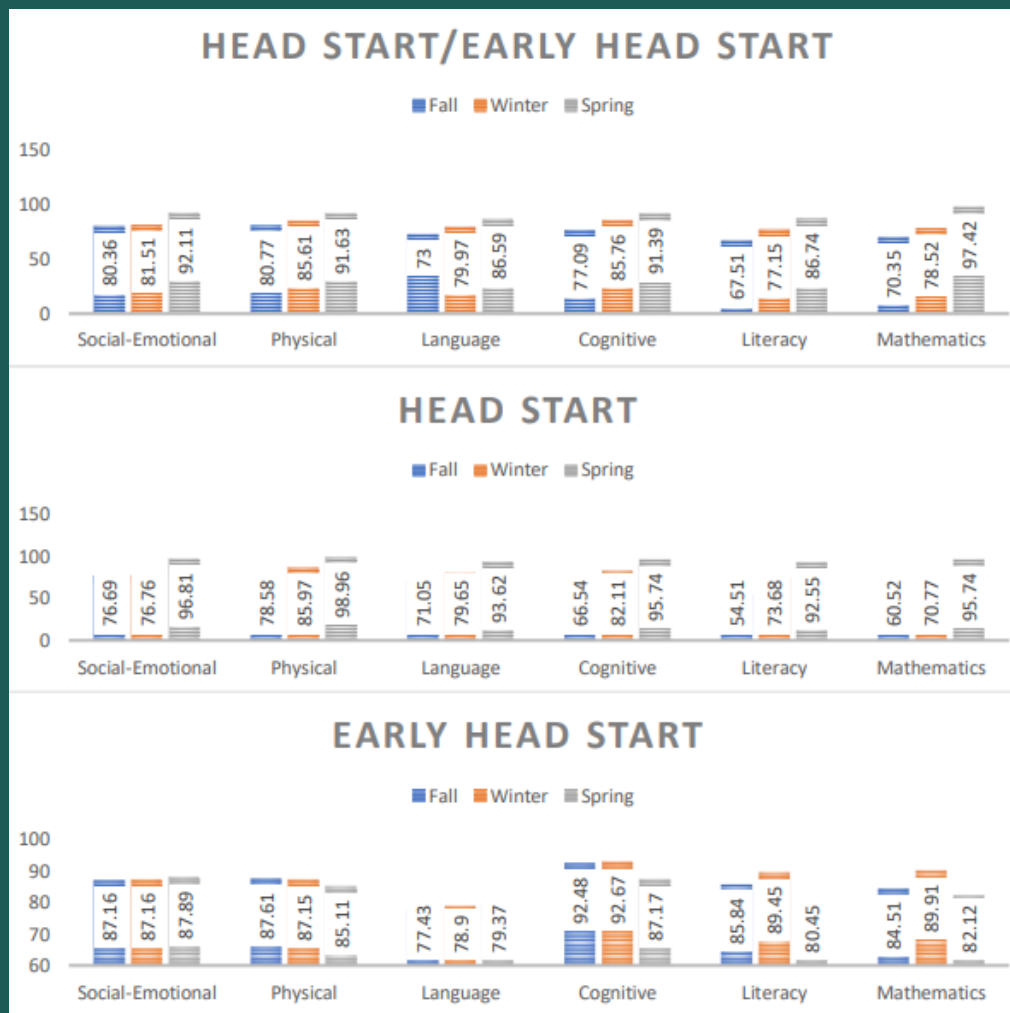 HEAD START/EARLY HEAD START
Fall Winter Spring
150
100
50
0
80.36 81.51 92.11 80.77 85.61 91.63 73 79.97 86.59 77.09 85.76 91.39 67.51 77.15 86.74 70.35 78.52 97.42
Social-Emotional Physical Language Cognitive Literacy Mathematics
HEAD START
Fall Winter Spring
150
100
50
0
76.69 76.76 96.81 78.58 85.97 98.96 71.05 79.65 93.62 66.54 82.11 95.74 54.51 73.68 92.55 60.52 70.77 95.74
Social-Emotional Physical Language Cognitive Literacy Mathematics
EARLY HEAD START
Fall Winter Spring
100
90
80
70
60
87.16 87.16 87.89 87.61 87.15 85.11 77.43 78.9 79.37 92.48 92.67 87.17 85.84 89.45 80.45 84.51 89.91 82.12
Social-Emotional Physical Language Cognitive Literacy Mathematics